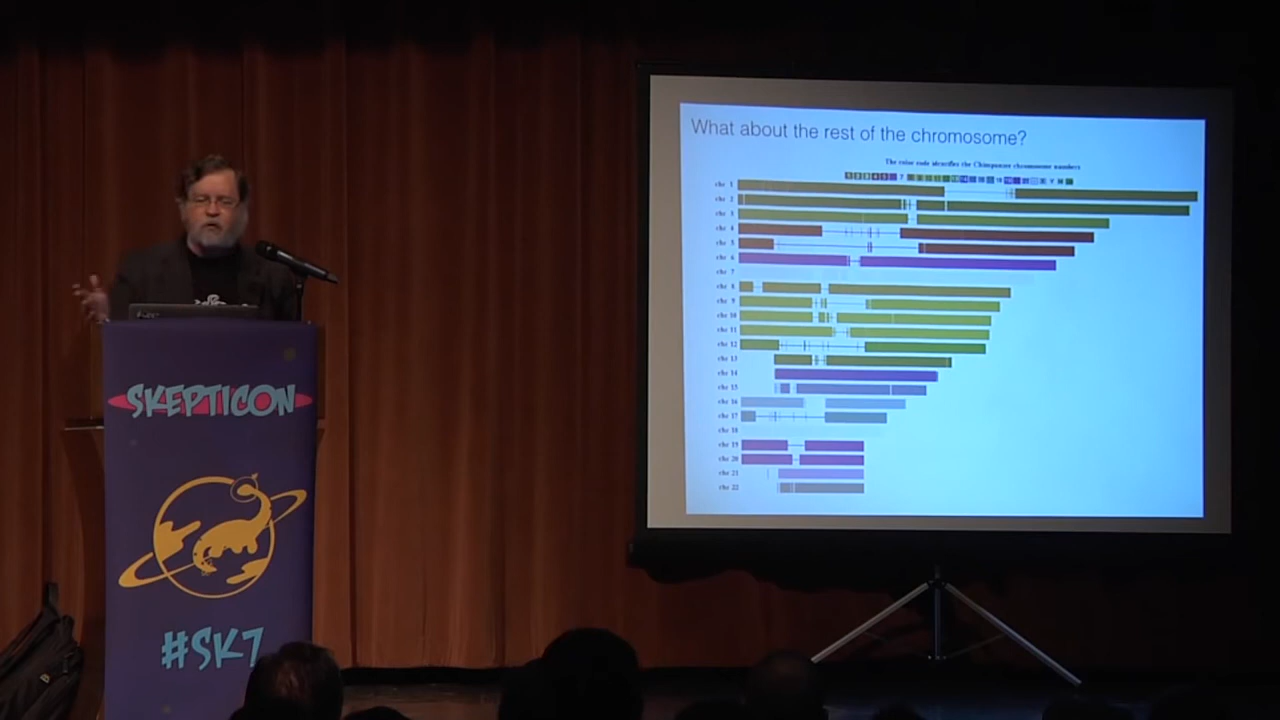 What about the rest of the chromosome?
The color code identifies the Chimpanzee chromosome numbers
chr 1
chr 2
chr 3
chr 4
chr 5
chr 6
chr 7
chr 8
chr 9
chr 10
chr 11
chr 12
chr 13
chr 14
chr 15
chr 16
chr 17
chr 18
chr 19
chr 20
chr 21
chr 22
SKEPTICON
#SK7